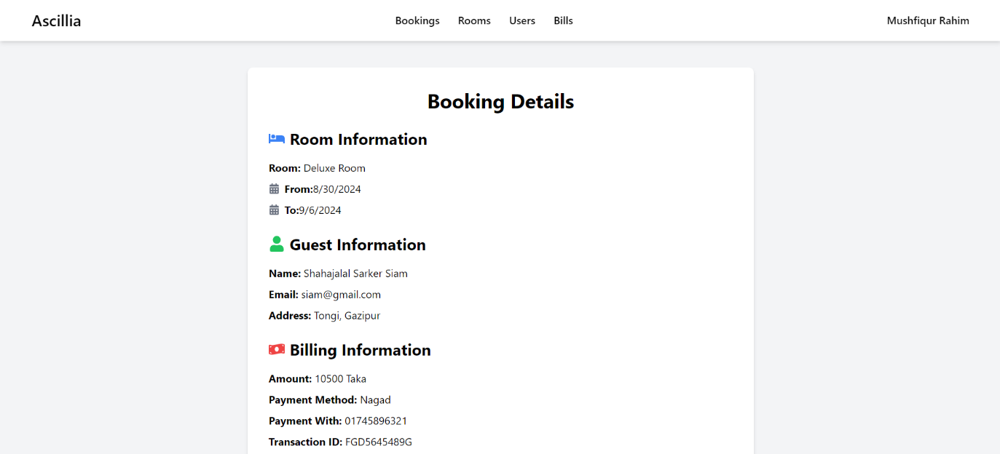 Ascillia
Bookings Rooms Users Bills
Mushfiqur Rahim
Booking Details
Room Information
Room: Deluxe Room
From:8/30/2024
To:9/6/2024
Guest Information
Name: Shahajalal Sarker Siam
Email: siam@gmail.com
Address: Tongi, Gazipur
Billing Information
Amount: 10500 Taka
Payment Method: Nagad
Payment With: 01745896321
Transaction ID: FGD5645489G